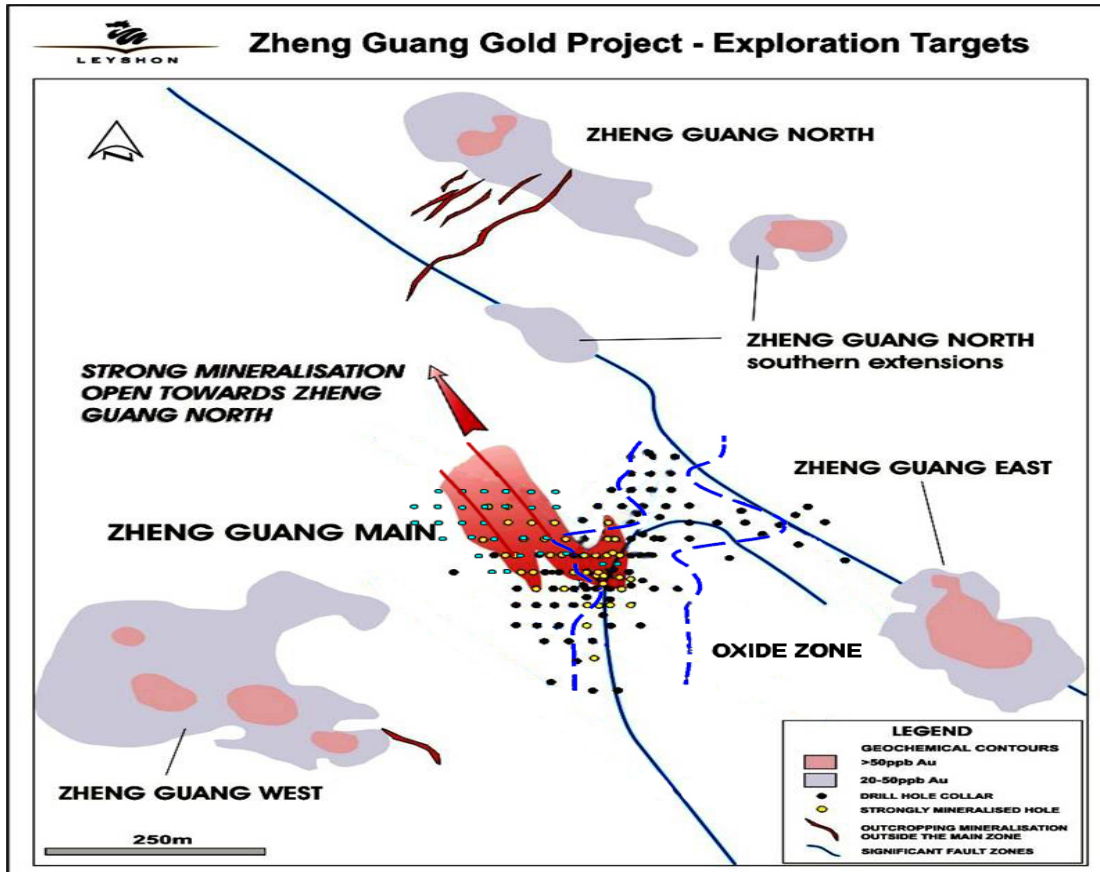 LEYSHON
Zheng Guang Gold Project - Exploration Targets
N
ZHENG GUANG NORTH
ZHENG GUANG NORTH
southern extensions
STRONG MINERALISATION
OPEN TOWARDS ZHENG
GUANG NORTH
ZHENG GUANG EAST
ZHENG GUANG MAIN
OXIDE ZONE
ZHENG GUANG WEST
250m
LEGEND
GEOCHEMICAL CONTOURS
>50ppb Au
20-50ppb Au
DRILL HOLE COLLAR
STRONGLY MINERALISED HOLE
OUTCROPPING MINERALISATION
OUTSIDE THE MAIN ZONE
SIGNIFICANT FAULT ZONES